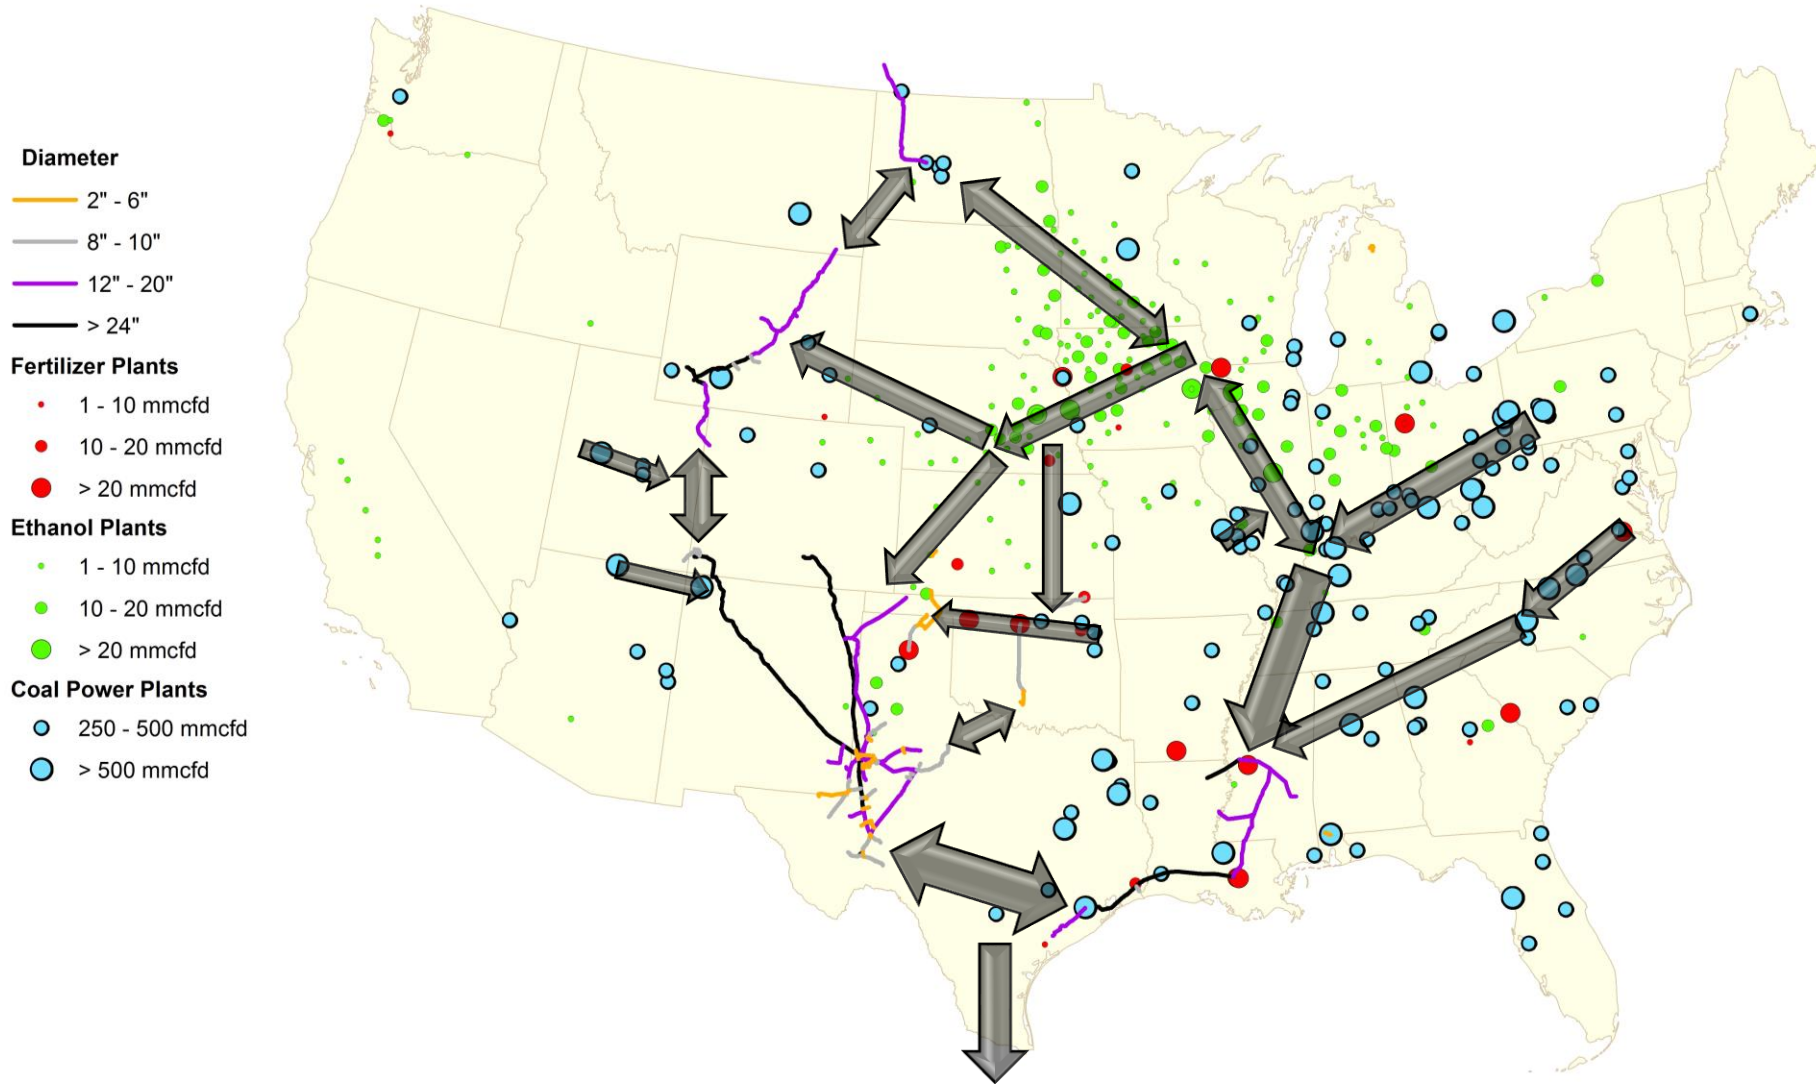 Diameter
2" - 6"
8" - 10"
12" - 20"
> 24"
Fertilizer Plants
1 - 10 mmcfd
10 - 20 mmcfd
> 20 mmcfd
Ethanol Plants
1 - 10 mmcfd
10 - 20 mmcfd
> 20 mmcfd
Coal Power Plants
250 - 500 mmcfd
> 500 mmcfd